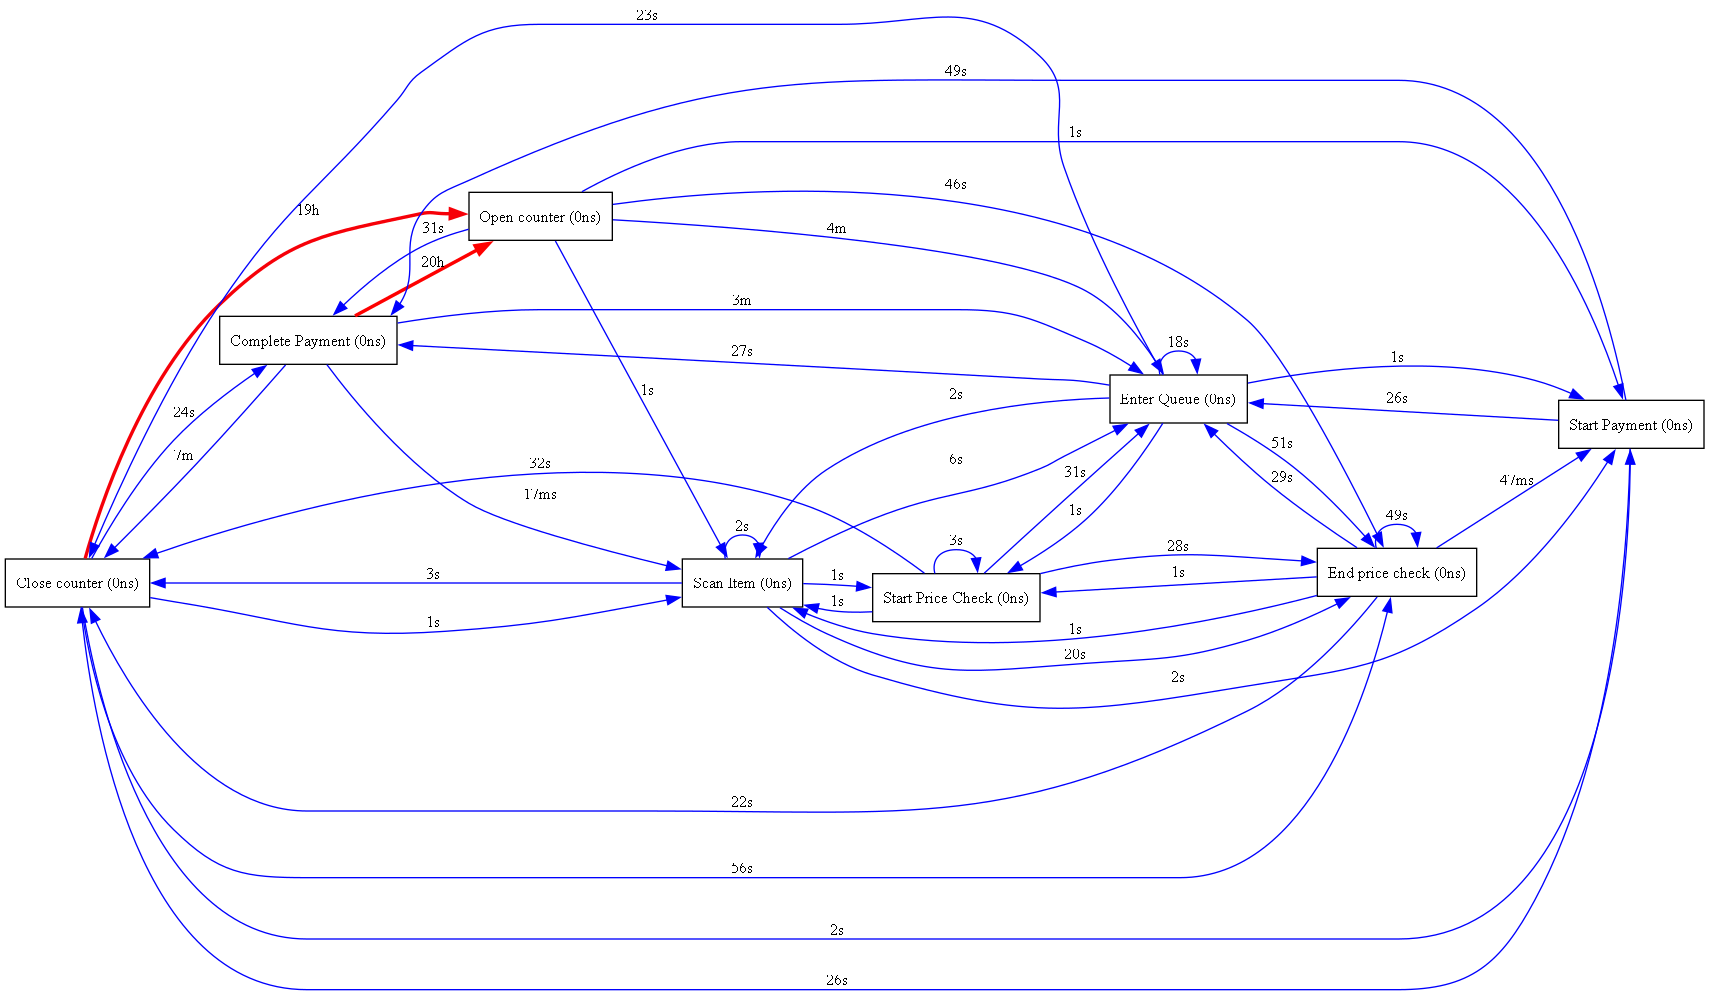 23s
49s
1s
46s
19h
Open counter (0ns)
31s
4m
20h
3m
Complete Payment (0ns)
18s
27s
1s
1s
2s
Enter Queue (0ns)
26s
24s
Start Payment (0ns)
51s
7m
32s
6s
31s
29s
47ms
17ms
1s
49s
2s
3s
28s
Close counter (0ns)
3s
Scan Item (0ns)
1s
Start Price Check (0ns)
1s
End price check (0ns)
1s
1s
1s
20s
2s
22s
56s
2s
26s